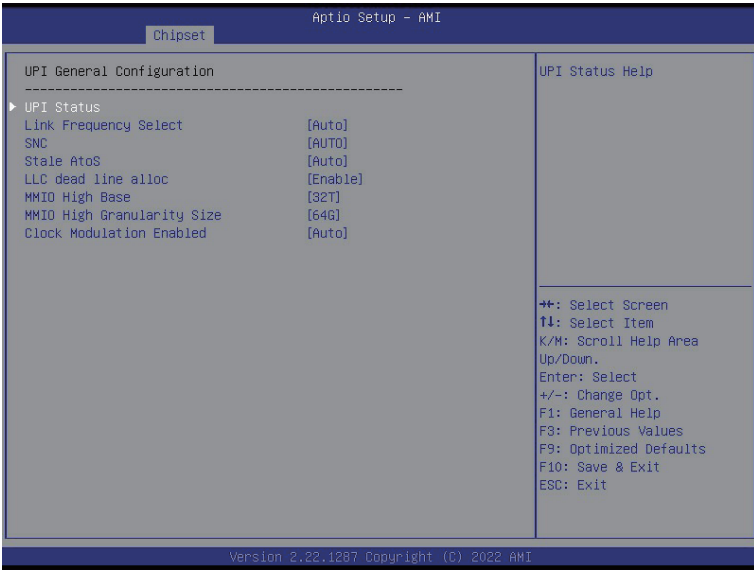 Aptio Setup – AMI
Chipset
UPI General Configuration
------------------------------------------------
UPI Status
Link Frequency Select [Auto]
SNC [AUTO]
Stale AtoS [Auto]
LLC dead line alloc [Enable]
MMIO High Base [32T]
MMIO High Granularity Size [64G]
Clock Modulation Enabled [Auto]
UPI Status Help
→←: Select Screen
↑↓: Select Item
K/M: Scroll Help Area
Up/Down.
Enter: Select
+/-: Change Opt.
F1: General Help
F3: Previous Values
F9: Optimized Defaults
F10: Save & Exit
ESC: Exit
Version 2.22.1287 Copyright (C) 2022 AMI